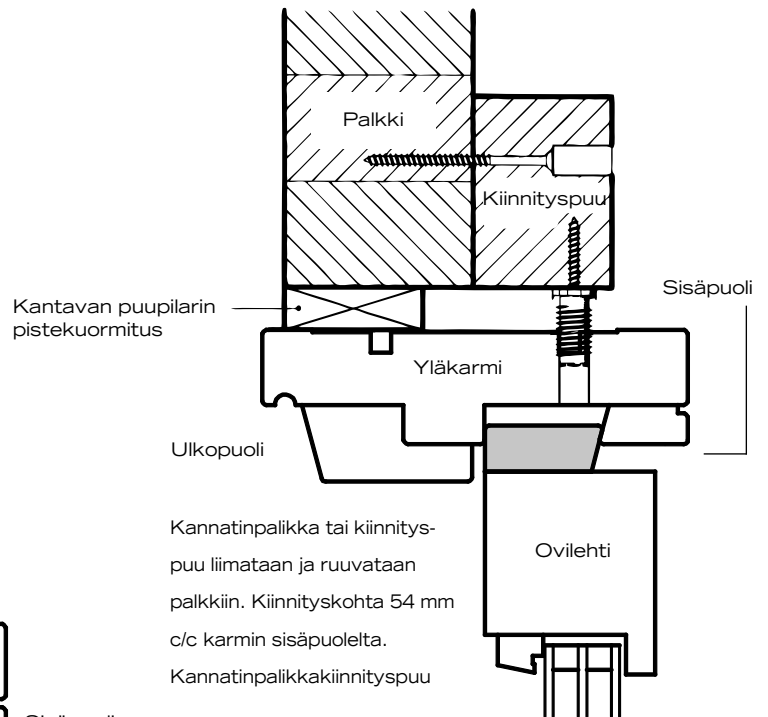 Palkki
Kiinnityspuu
Sisäpuoli
Kantavan puupilarin
pistekuormitus
Yläkarmi
Ulkopuoli
Kannatinpalikka tai kiinnitys-
puu liimataan ja ruuvataan
palkkiin. Kiinnityskohta 54 mm
c/c karmin sisäpuolelta.
Kannatinpalikkakiinnityspuu
Ovilehti